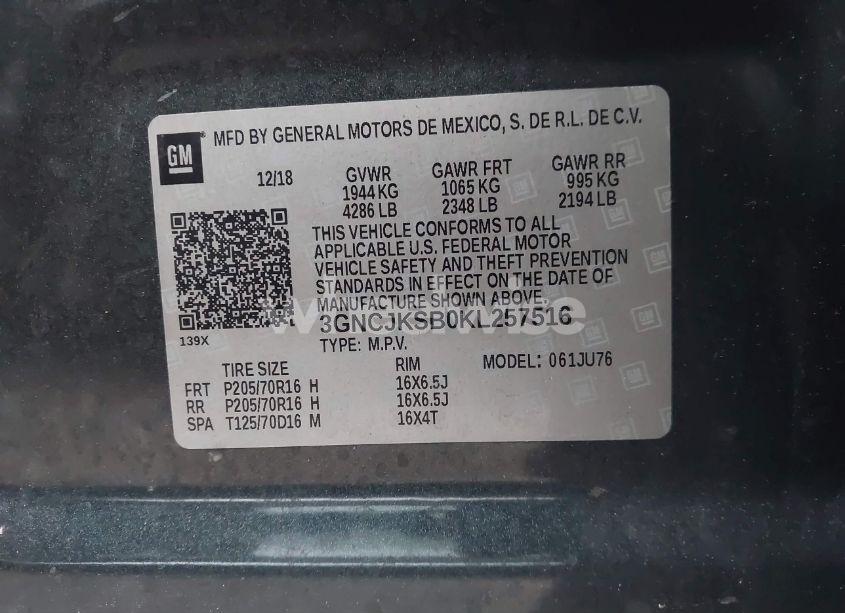 GM
MFD BY GENERAL MOTORS DE MEXICO, S. DE R.L. DE C.V.
12/18 GVWR GAWR FRT GAWR RR
1944 KG 1065 KG 995 KG
4286 LB 2348 LB 2194 LB
THIS VEHICLE CONFORMS TO ALL
APPLICABLE U.S. FEDERAL MOTOR
VEHICLE SAFETY AND THEFT PREVENTION
STANDARDS IN EFFECT ON THE DATE OF
MANUFACTURE SHOWN ABOVE.
3GNCJKSB0KL257516
139X
TYPE: M.P.V. MODEL: 061JU76
TIRE SIZE RIM
FRT P205/70R16 H 16X6.5J
RR P205/70R16 H 16X6.5J
SPA T125/70D16 M 16X4T